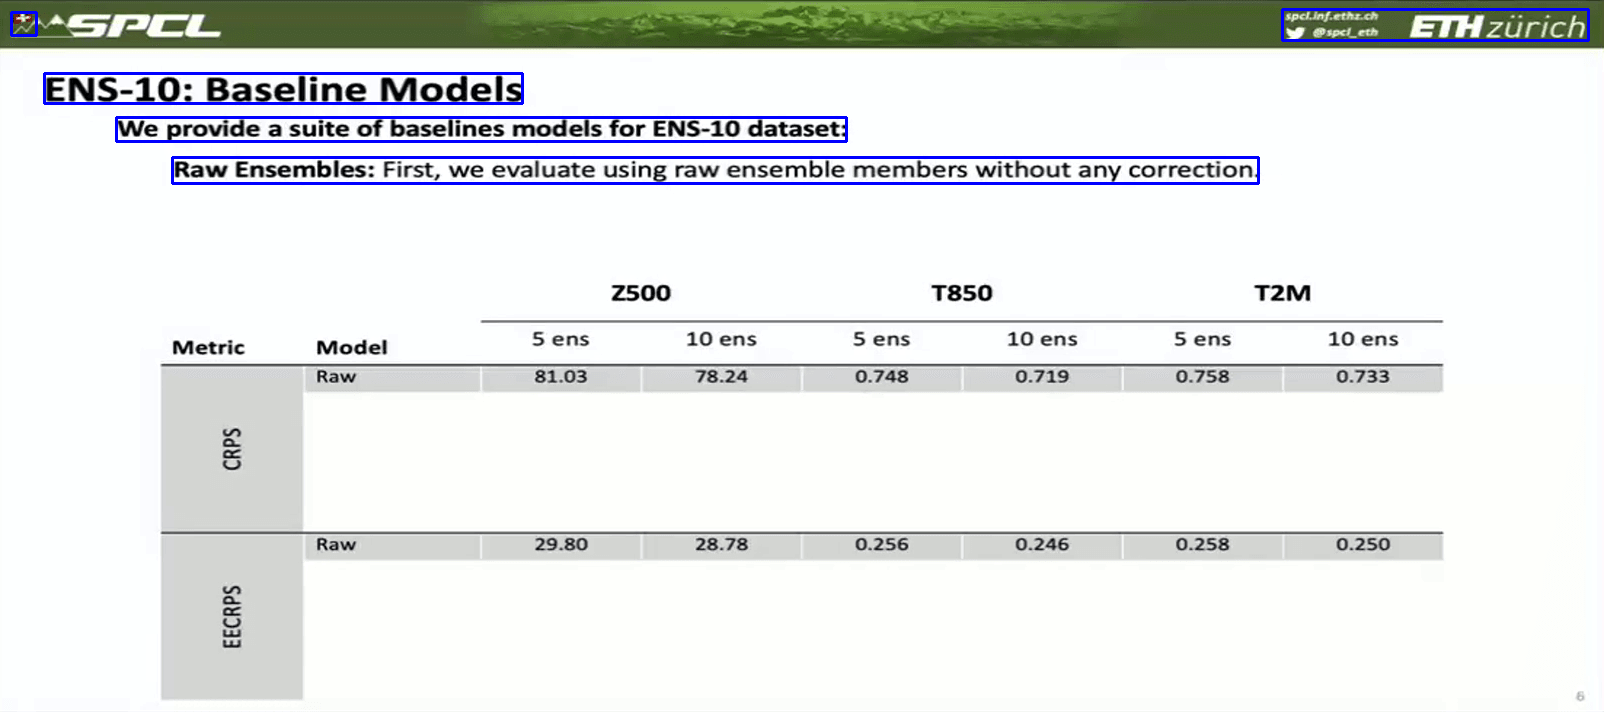 SPCL
spcl.inf.ethz.ch
@spcl_eth
ETH zürich
ENS-10: Baseline Models
We provide a suite of baselines models for ENS-10 dataset:
Raw Ensembles: First, we evaluate using raw ensemble members without any correction.
Z500 T850 T2M
Metric Model 5 ens 10 ens 5 ens 10 ens 5 ens 10 ens
CRPS
Raw 81.03 78.24 0.748 0.719 0.758 0.733
EECRPS
Raw 29.80 28.78 0.256 0.246 0.258 0.250
6